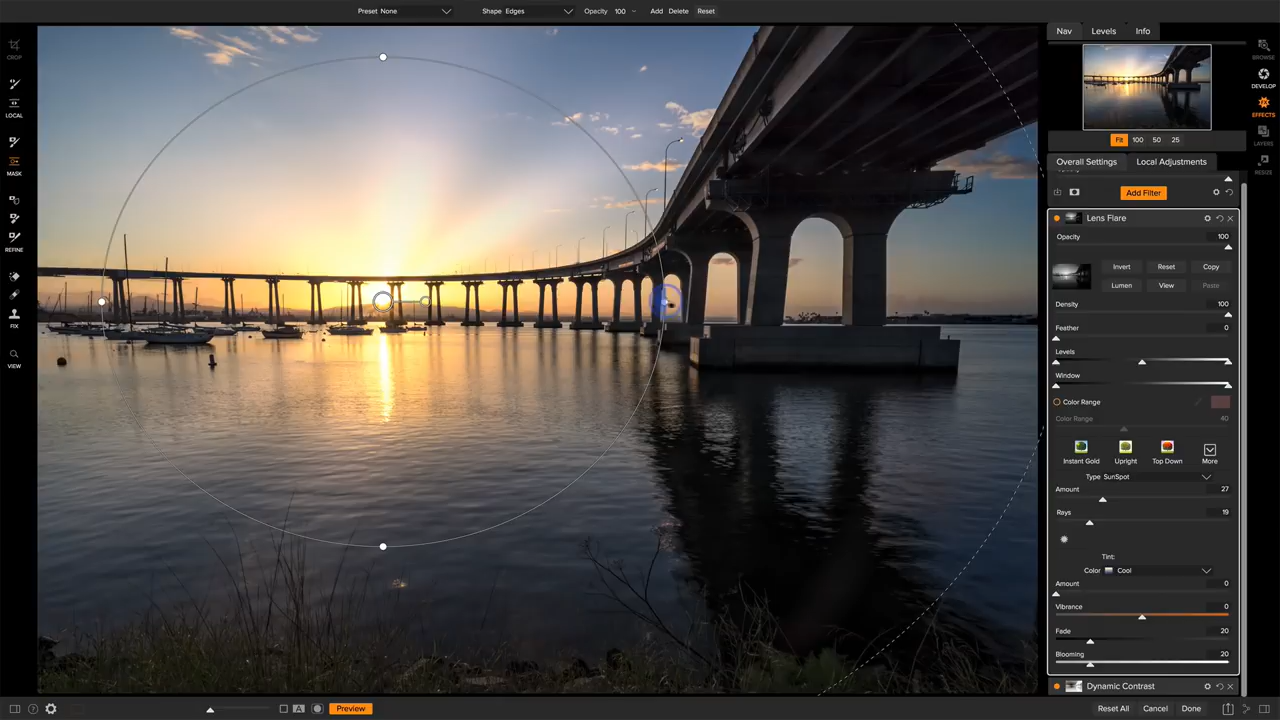 Preset None Shape Edges Opacity 100 Add Delete Reset
Nav Levels Info
CROP
LOCAL
MASK
REFINE
FIX
VIEW
BROWSE
DEVELOP
EFFECTS
LAYERS
RESIZE
Fit 100 50 25
Overall Settings Local Adjustments
Add Filter
Lens Flare
Opacity 100
Invert Reset Copy
Lumen View Paste
Density 100
Feather 0
Levels
Window
Color Range
Color Range 40
Instant Gold Upright Top Down More
Type SunSpot
Amount 27
Rays 19
Tint:
Color Cool
Amount 0
Vibrance 0
Fade 20
Blooming 20
Dynamic Contrast
? A Preview
Reset All Cancel Done